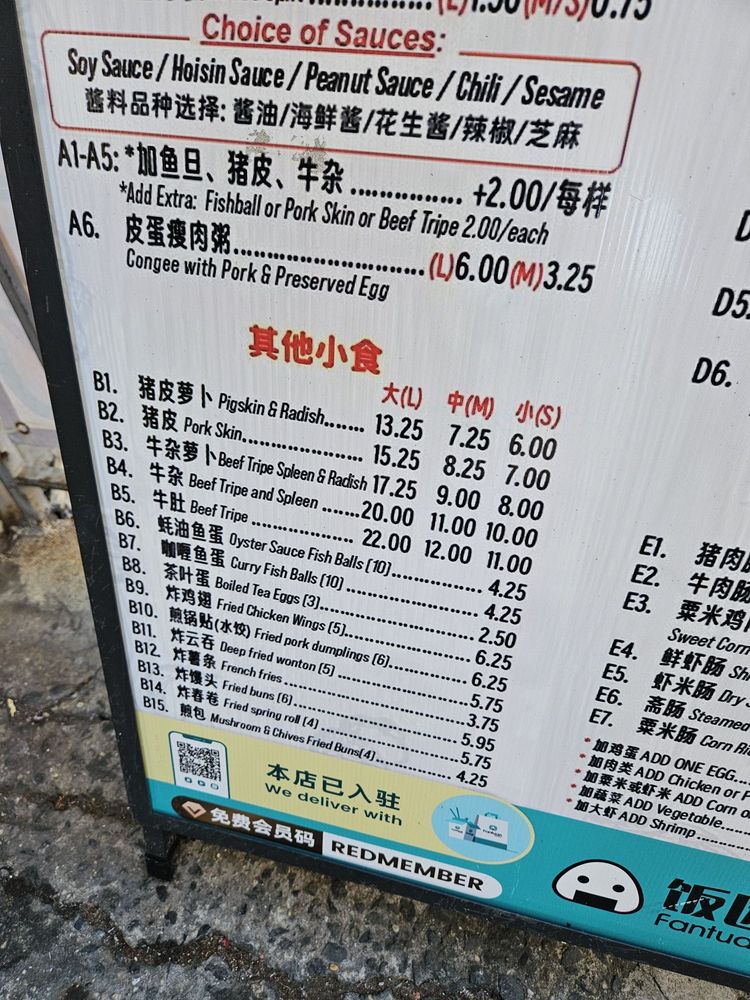 (L)1.50(M/S)0.75
Choice of Sauces:
Soy Sauce / Hoisin Sauce / Peanut Sauce / Chili / Sesame
酱料品种选择: 酱油/海鲜酱/花生酱/辣椒/芝麻
A1-A5: *加鱼旦、猪皮、牛杂 ................ +2.00/每样
*Add Extra: Fishball or Pork Skin or Beef Tripe 2.00/each
A6. 皮蛋瘦肉粥........................... (L)6.00(M)3.25
Congee with Pork & Preserved Egg
其他小食
大(L) 中(M) 小(S)
B1. 猪皮萝卜 Pigskin & Radish....... 13.25 7.25 6.00
B2. 猪皮 Pork Skin..................... 15.25 8.25 7.00
B3. 牛杂萝卜Beef Tripe Spleen & Radish 17.25 9.00 8.00
B4. 牛杂 Beef Tripe and Spleen .......20.00 11.00 10.00
B5. 牛肚 Beef Tripe .................. 22.00 12.00 11.00
B6. 蚝油鱼蛋 Oyster Sauce Fish Balls (10)................ 4.25
B7. 咖喱鱼蛋 Curry Fish Balls (10)........................ 4.25
B8. 茶叶蛋 Boiled Tea Eggs (3)........................... 2.50
B9. 炸鸡翅 Fried Chicken Wings (5)....................... 6.25
B10. 煎锅贴(水饺) Fried pork dumplings (6).............. 6.25
B11. 炸云吞 Deep fried wonton (5) ....................... 5.75
B12. 炸薯条 French fries ................................ 3.75
B13. 炸馒头 Fried buns (6)............................... 5.95
B14. 炸春卷 Fried spring roll (4)........................ 5.75
B15. 煎包 Mushroom & Chives Fried Buns(4)............... 4.25
本店已入驻
We deliver with
免费会员码 REDMEMBER
D5.
D6.
E1. 猪肉
E2. 牛肉肠
E3. 粟米鸡
Sweet Corn
E4. 鲜虾肠
E5. 虾米肠 Dry
E6. 斋肠 Steamed
E7. 粟米肠 Corn
*加鸡蛋 ADD ONE EGG...
*加肉类 ADD Chicken or
*加粟米或虾米 ADD Corn
*加蔬菜 ADD Vegetable.......
*加大虾 ADD Shrimp............
饭
Fantua